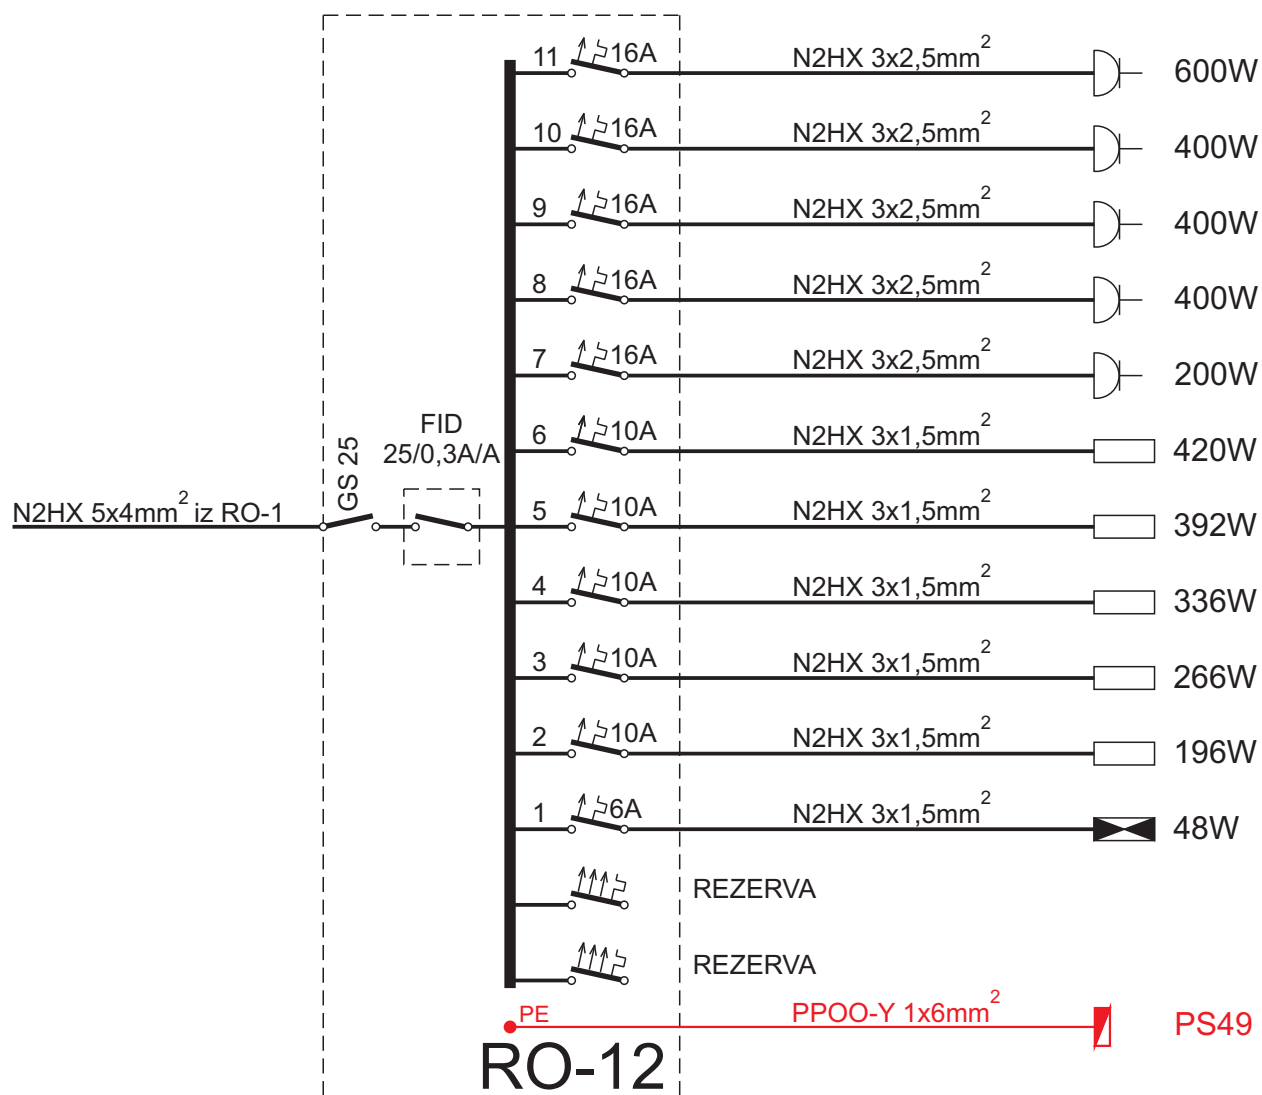 11 16A N2HX 3x2,5mm² 600W
10 16A N2HX 3x2,5mm² 400W
9 16A N2HX 3x2,5mm² 400W
8 16A N2HX 3x2,5mm² 400W
7 16A N2HX 3x2,5mm² 200W
6 10A N2HX 3x1,5mm² 420W
FID
25/0,3A/A
GS 25
N2HX 5x4mm² iz RO-1
5 10A N2HX 3x1,5mm² 392W
4 10A N2HX 3x1,5mm² 336W
3 10A N2HX 3x1,5mm² 266W
2 10A N2HX 3x1,5mm² 196W
1 6A N2HX 3x1,5mm² 48W
REZERVA
REZERVA
PE PPOO-Y 1x6mm² PS49
RO-12